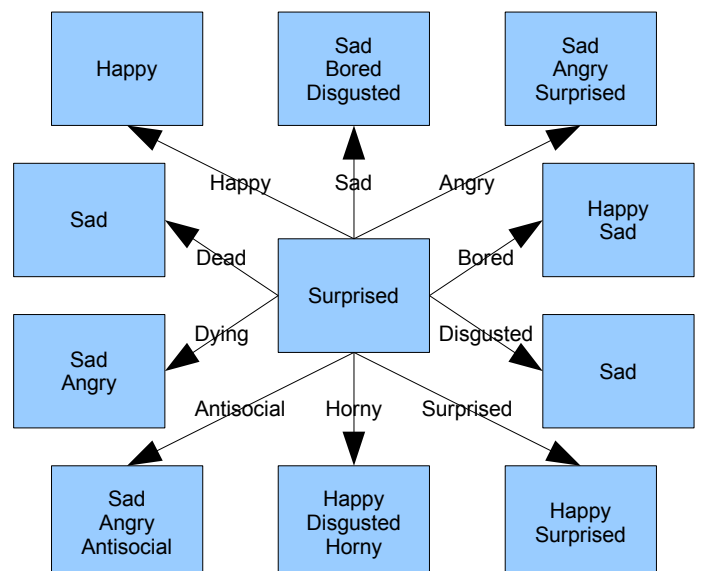 Happy
Sad
Bored
Disgusted
Sad
Angry
Surprised
Happy
Sad
Angry
Sad
Happy
Sad
Dead
Bored
Surprised
Dying
Disgusted
Sad
Angry
Sad
Antisocial
Horny
Surprised
Sad
Angry
Antisocial
Happy
Disgusted
Horny
Happy
Surprised